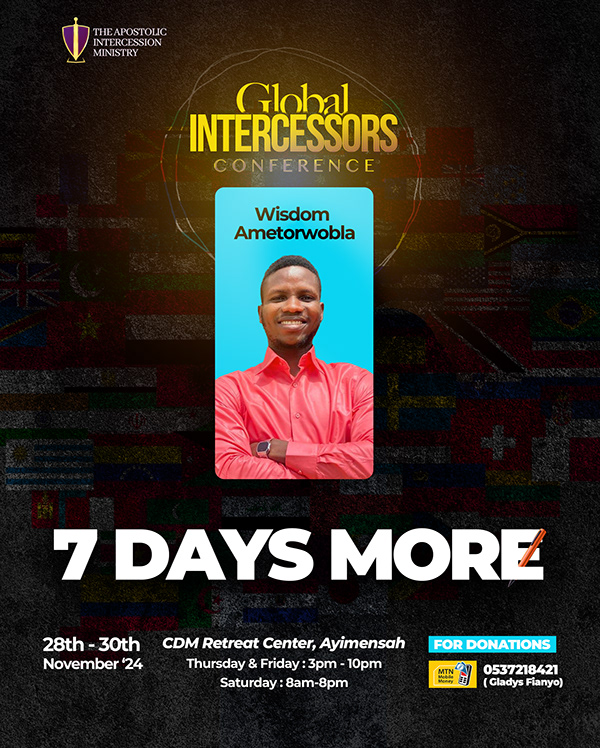 THE APOSTOLIC
INTERCESSION
MINISTRY
Global
INTERCESSORS
CONFERENCE
Wisdom
Ametorwobla
7 DAYS MORE
28th - 30th
November ‘24
CDM Retreat Center, Ayimensah
Thursday & Friday : 3pm - 10pm
Saturday : 8am-8pm
FOR DONATIONS
MTN
Mobile
Money
0537218421
( Gladys Fianyo)